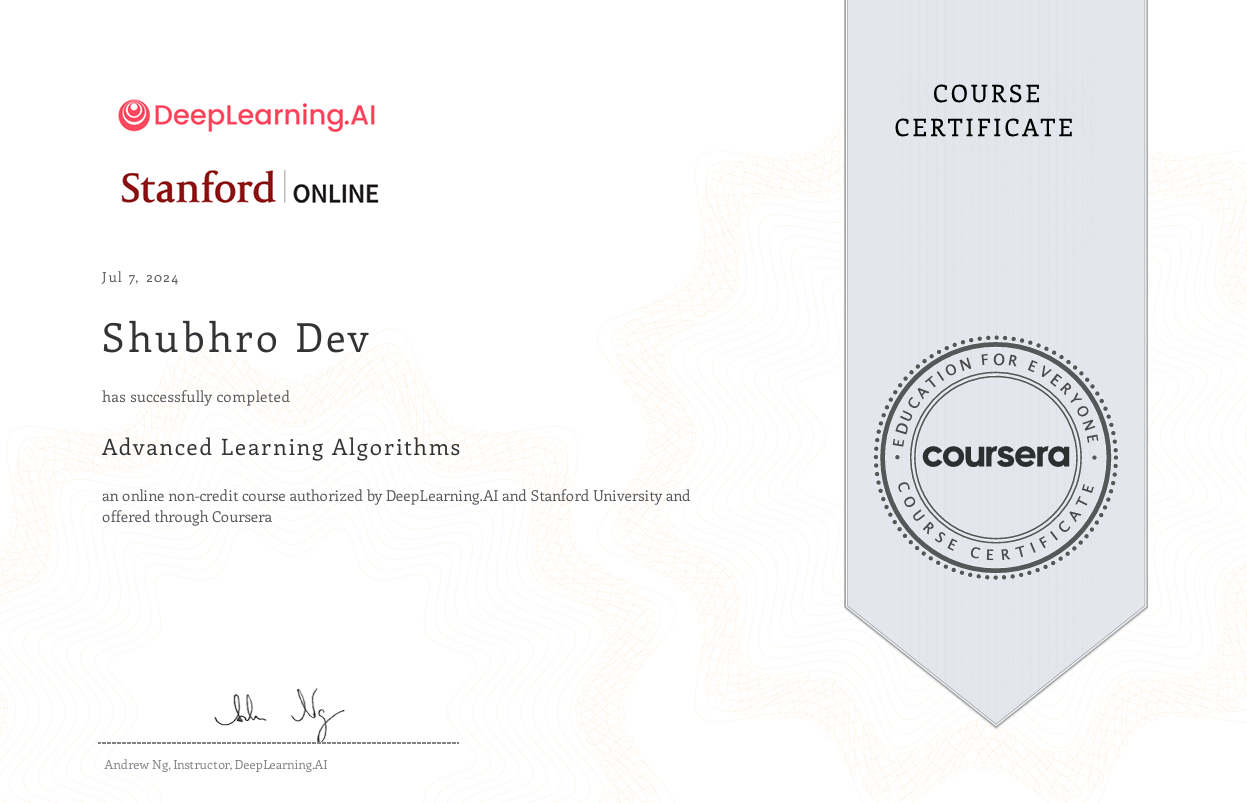 DeepLearning.AI
Stanford | ONLINE
Jul 7, 2024
Shubhro Dev
has successfully completed
Advanced Learning Algorithms
an online non-credit course authorized by DeepLearning.AI and Stanford University and
offered through Coursera
Andrew Ng, Instructor, DeepLearning.AI
COURSE
CERTIFICATE
EDUCATION FOR EVERYONE
coursera
COURSE CERTIFICATE